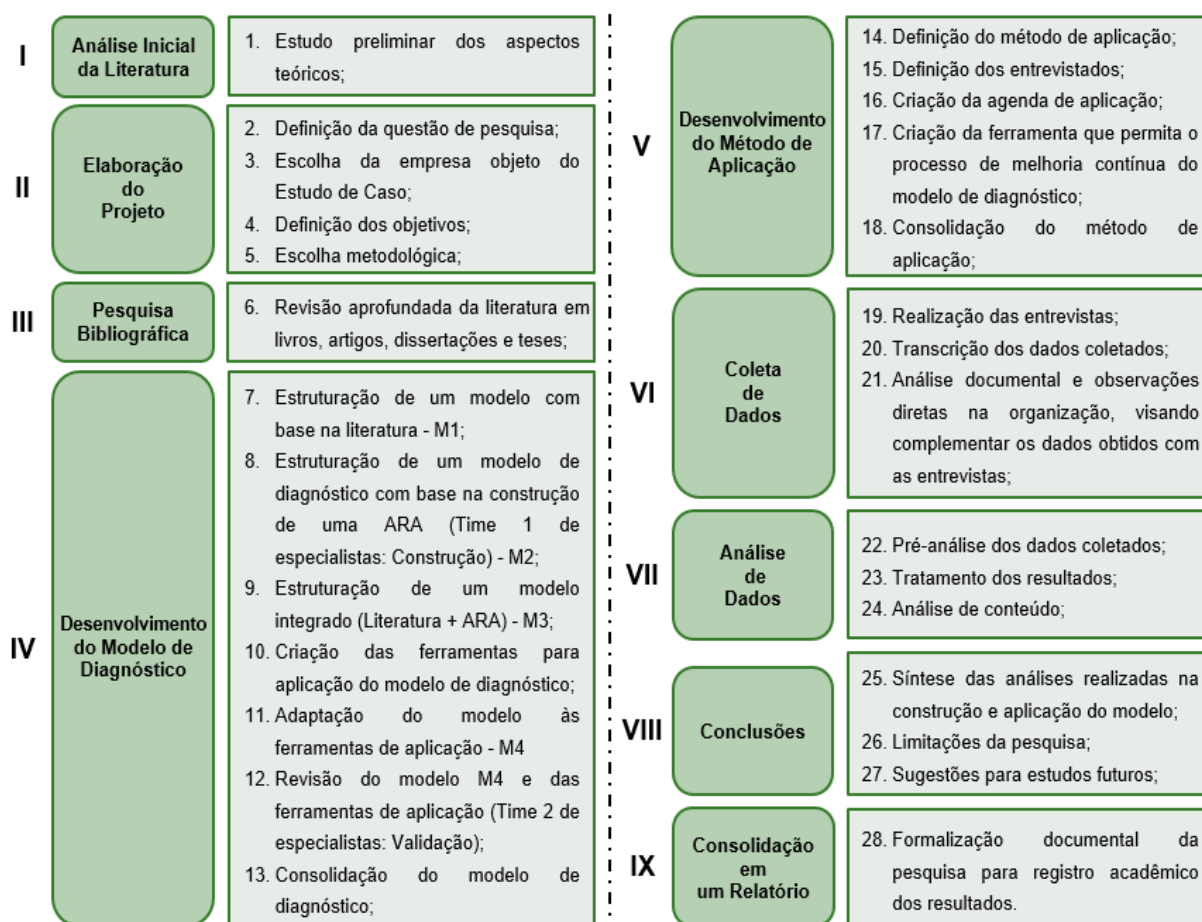 I
Análise Inicial
da Literatura
1. Estudo preliminar dos aspectos
teóricos;
II
Elaboração
do
Projeto
2. Definição da questão de pesquisa;
3. Escolha da empresa objeto do
Estudo de Caso;
4. Definição dos objetivos;
5. Escolha metodológica;
III
Pesquisa
Bibliográfica
6. Revisão aprofundada da literatura em
livros, artigos, dissertações e teses;
IV
Desenvolvimento
do Modelo de
Diagnóstico
7. Estruturação de um modelo com
base na literatura - M1;
8. Estruturação de um modelo de
diagnóstico com base na construção
de uma ARA (Time 1 de
especialistas: Construção) - M2;
9. Estruturação de um modelo
integrado (Literatura + ARA) - M3;
10. Criação das ferramentas para
aplicação do modelo de diagnóstico;
11. Adaptação do modelo às
ferramentas de aplicação - M4
12. Revisão do modelo M4 e das
ferramentas de aplicação (Time 2 de
especialistas: Validação);
13. Consolidação do modelo de
diagnóstico;
V
Desenvolvimento
do Método de
Aplicação
14. Definição do método de aplicação;
15. Definição dos entrevistados;
16. Criação da agenda de aplicação;
17. Criação da ferramenta que permita o
processo de melhoria contínua do
modelo de diagnóstico;
18. Consolidação do método de
aplicação;
VI
Coleta
de
Dados
19. Realização das entrevistas;
20. Transcrição dos dados coletados;
21. Análise documental e observações
diretas na organização, visando
complementar os dados obtidos com
as entrevistas;
VII
Análise
de
Dados
22. Pré-análise dos dados coletados;
23. Tratamento dos resultados;
24. Análise de conteúdo;
VIII
Conclusões
25. Síntese das análises realizadas na
construção e aplicação do modelo;
26. Limitações da pesquisa;
27. Sugestões para estudos futuros;
IX
Consolidação
em
um Relatório
28. Formalização documental da
pesquisa para registro acadêmico
dos resultados.